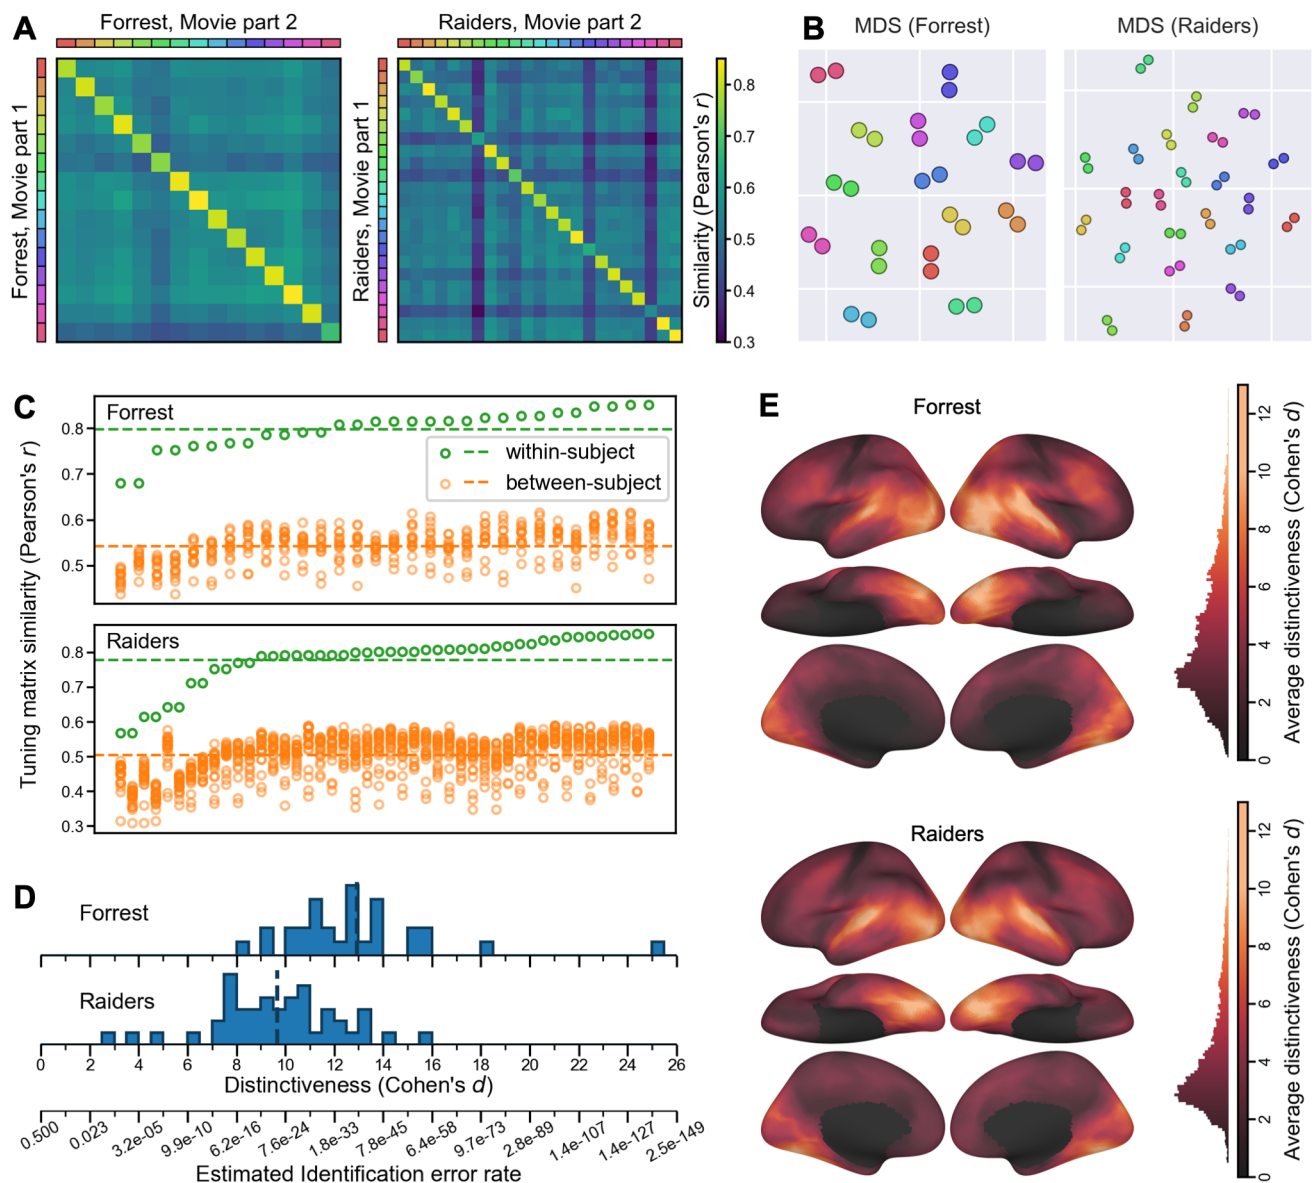 A
Forrest, Movie part 2
Raiders, Movie part 2
Forrest, Movie part 1
Raiders, Movie part 1
0.8
0.7
0.6
0.5
0.4
0.3
Similarity (Pearson's r)
B
MDS (Forrest)
MDS (Raiders)
C
Forrest
within-subject
between-subject
0.8
0.7
0.6
0.5
Raiders
0.8
0.7
0.6
0.5
0.4
0.3
Tuning matrix similarity (Pearson's r)
D
Forrest
Raiders
0 2 4 6 8 10 12 14 16 18 20 22 24 26
Distinctiveness (Cohen's d)
0.500 0.023 3.2e-05 9.9e-10 6.2e-16 7.6e-24 1.8e-33 7.8e-45 6.4e-58 9.7e-73 2.8e-89 1.4e-107 1.4e-127 2.5e-149
Estimated Identification error rate
E
Forrest
12
10
8
6
4
2
0
Average distinctiveness (Cohen's d)
Raiders
12
10
8
6
4
2
0
Average distinctiveness (Cohen's d)